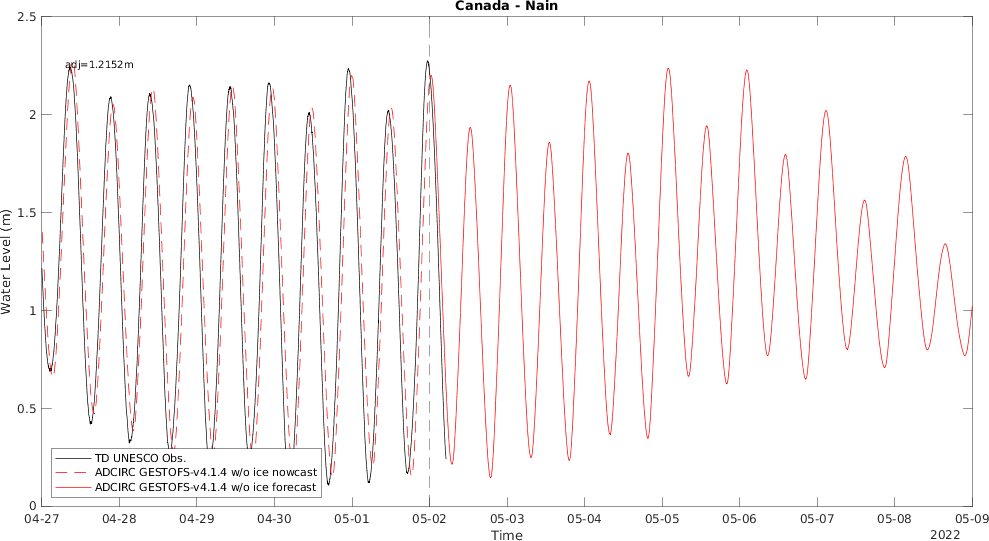 Canada - Nain
2.5
adj=1.2152m
2
1.5
Water Level (m)
1
0.5
TD UNESCO Obs.
ADCIRC GESTOFS-v4.1.4 w/o ice nowcast
ADCIRC GESTOFS-v4.1.4 w/o ice forecast
0
04-27 04-28 04-29 04-30 05-01 05-02 05-03 05-04 05-05 05-06 05-07 05-08 05-09
Time
2022